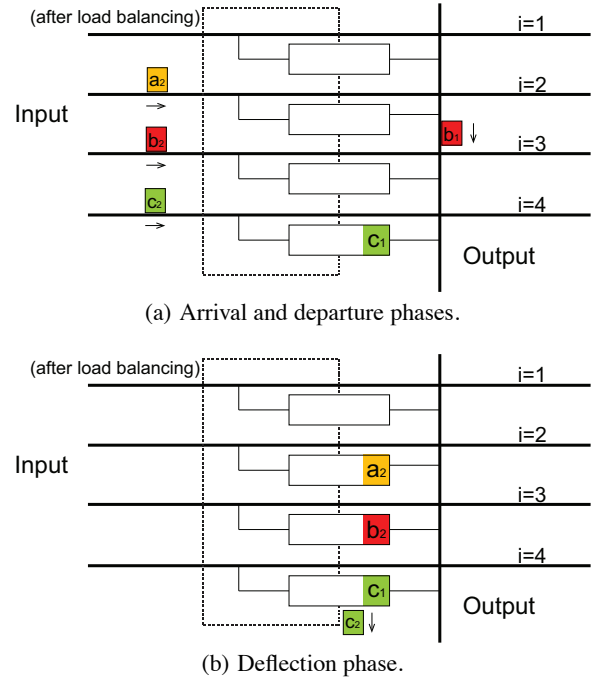 (after load balancing)
i=1
a2
i=2
Input
b2
b1
i=3
c2
i=4
c1
Output
(a) Arrival and departure phases.
(after load balancing)
i=1
i=2
Input
a2
i=3
b2
i=4
c1
Output
c2
(b) Deflection phase.